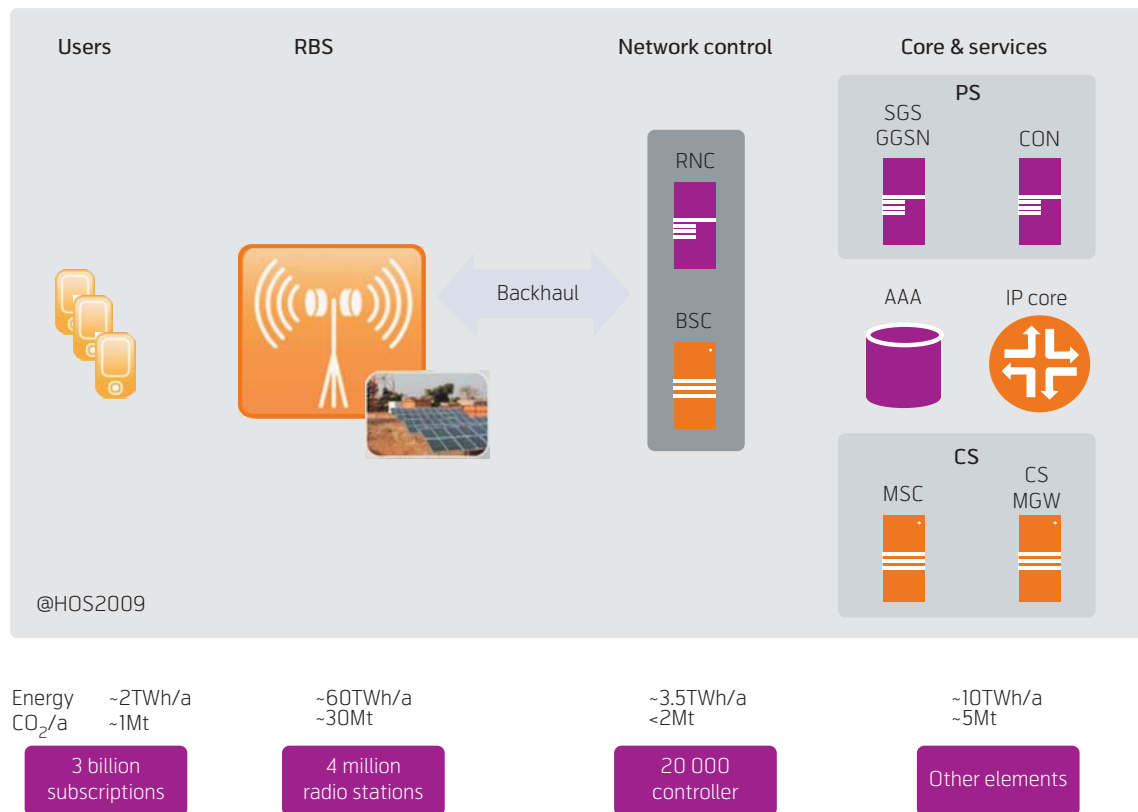 Users
RBS
Network control
Core & services
PS
SGS
GGSN
CON
RNC
Backhaul
BSC
AAA
IP core
CS
MSC
CS
MGW
@HOS2009
Energy ~2TWh/a ~60TWh/a ~3.5TWh/a ~10TWh/a
CO₂/a ~1Mt ~30Mt <2Mt ~5Mt
3 billion
subscriptions
4 million
radio stations
20 000
controller
Other elements